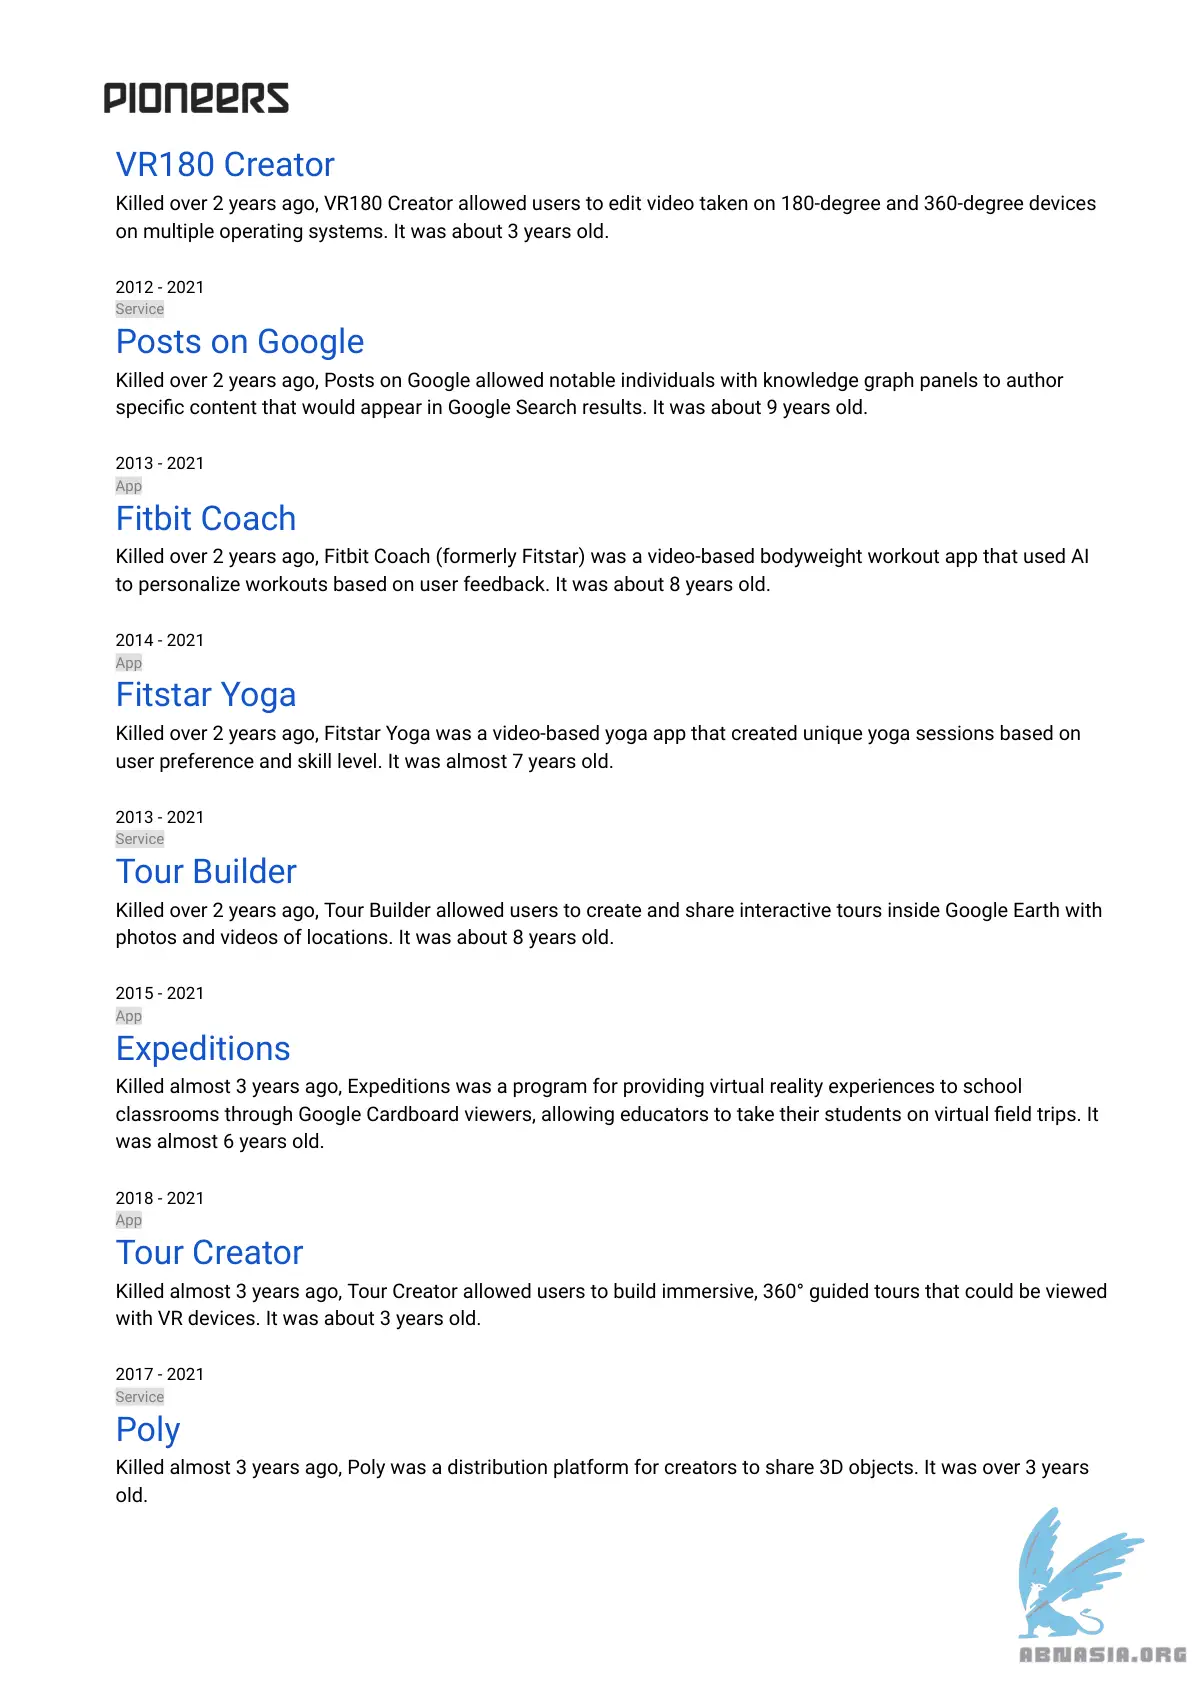 PIONEERS
VR180 Creator
Killed over 2 years ago, VR180 Creator allowed users to edit video taken on 180-degree and 360-degree devices
on multiple operating systems. It was about 3 years old.
2012 - 2021
Service
Posts on Google
Killed over 2 years ago, Posts on Google allowed notable individuals with knowledge graph panels to author
specific content that would appear in Google Search results. It was about 9 years old.
2013 - 2021
App
Fitbit Coach
Killed over 2 years ago, Fitbit Coach (formerly Fitstar) was a video-based bodyweight workout app that used AI
to personalize workouts based on user feedback. It was about 8 years old.
2014 - 2021
App
Fitstar Yoga
Killed over 2 years ago, Fitstar Yoga was a video-based yoga app that created unique yoga sessions based on
user preference and skill level. It was almost 7 years old.
2013 - 2021
Service
Tour Builder
Killed over 2 years ago, Tour Builder allowed users to create and share interactive tours inside Google Earth with
photos and videos of locations. It was about 8 years old.
2015 - 2021
App
Expeditions
Killed almost 3 years ago, Expeditions was a program for providing virtual reality experiences to school
classrooms through Google Cardboard viewers, allowing educators to take their students on virtual field trips. It
was almost 6 years old.
2018 - 2021
App
Tour Creator
Killed almost 3 years ago, Tour Creator allowed users to build immersive, 360° guided tours that could be viewed
with VR devices. It was about 3 years old.
2017 - 2021
Service
Poly
Killed almost 3 years ago, Poly was a distribution platform for creators to share 3D objects. It was over 3 years
old.
ABNASIA.ORG